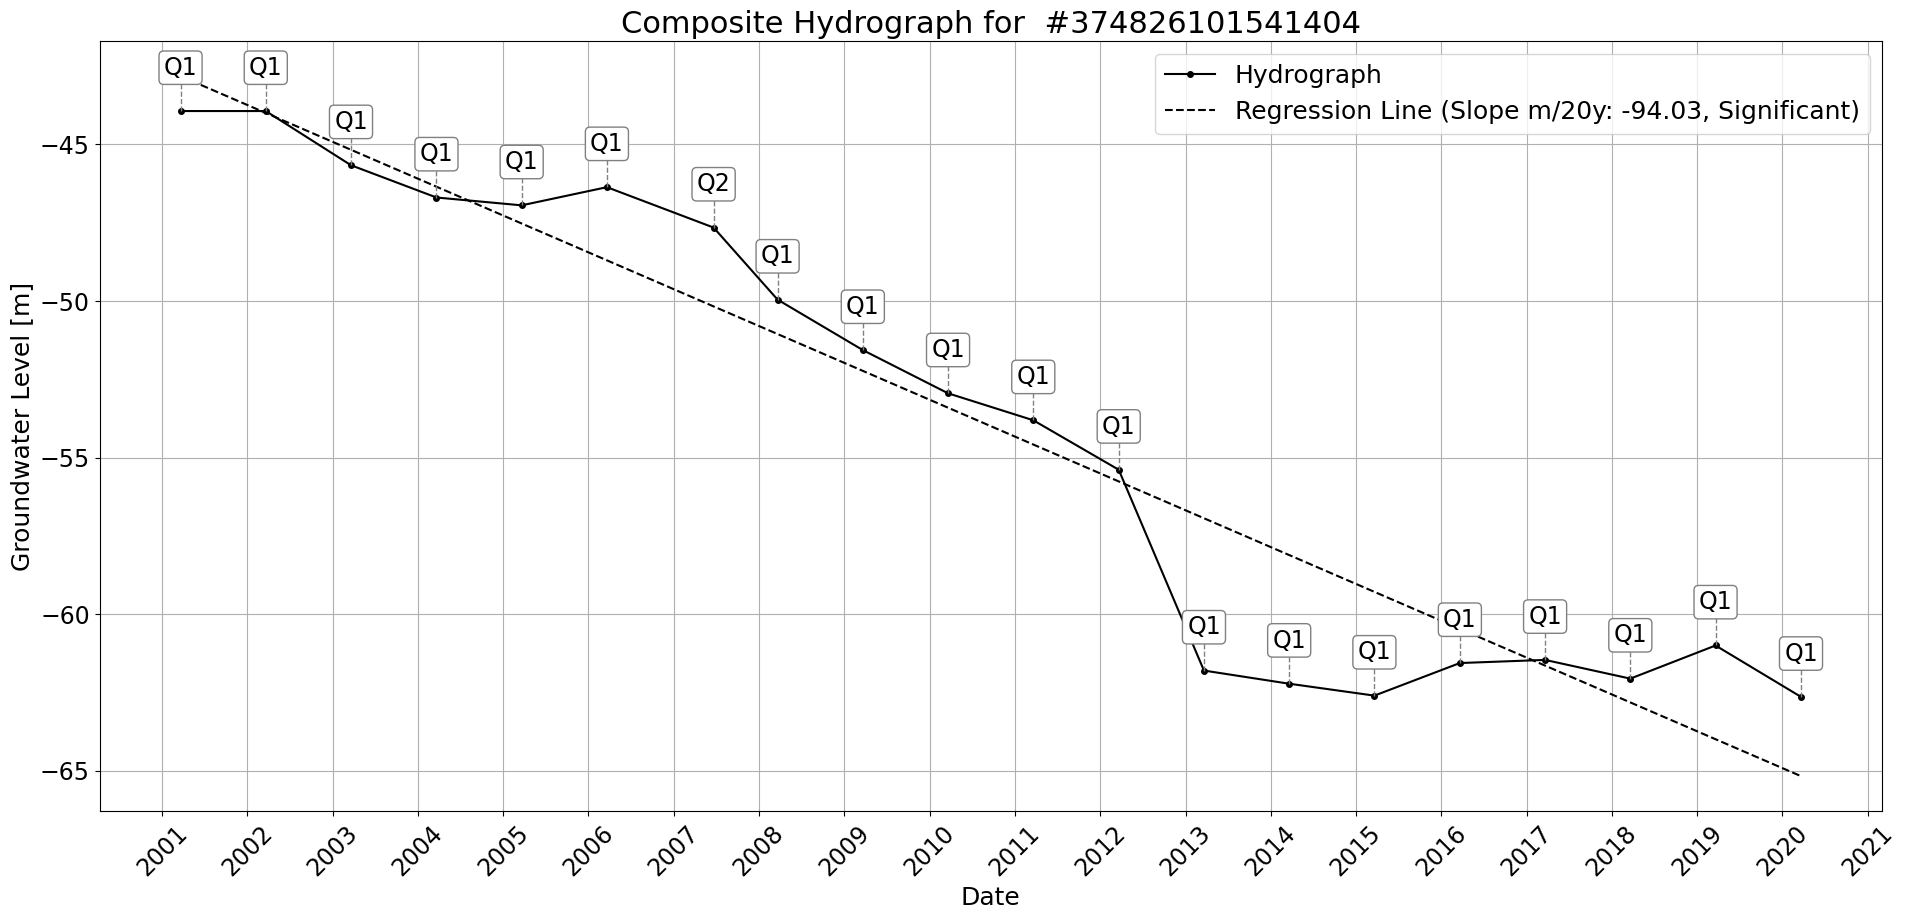 Composite Hydrograph for  #374826101541404
Hydrograph
Regression Line (Slope m/20y: -94.03, Significant)
Q1
Q1
Q1
Q1
Q1
Q1
Q2
Q1
Q1
Q1
Q1
Q1
Q1
Q1
Q1
Q1
Q1
Q1
Q1
Q1
Groundwater Level [m]
−45
−50
−55
−60
−65
2001
2002
2003
2004
2005
2006
2007
2008
2009
2010
2011
2012
2013
2014
2015
2016
2017
2018
2019
2020
2021
Date